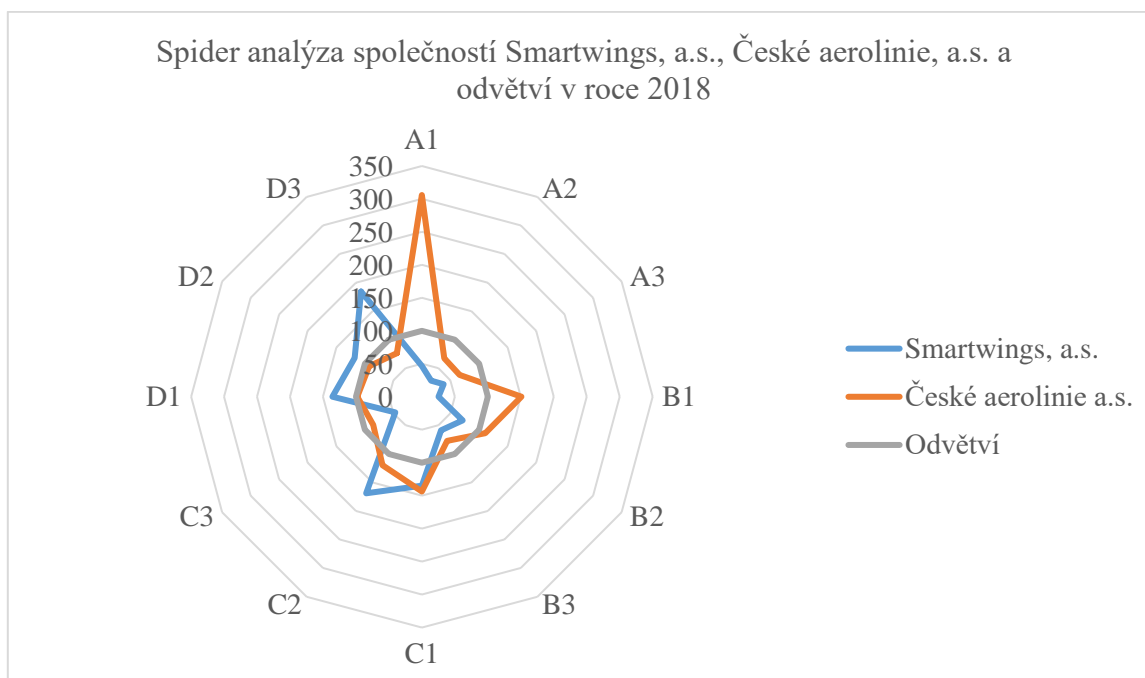 Spider analýza společností Smartwings, a.s., České aerolinie, a.s. a
odvětví v roce 2018
A1
A2
A3
B1
B2
B3
C1
C2
C3
D1
D2
D3
350
300
250
200
150
100
50
0
Smartwings, a.s.
České aerolinie a.s.
Odvětví